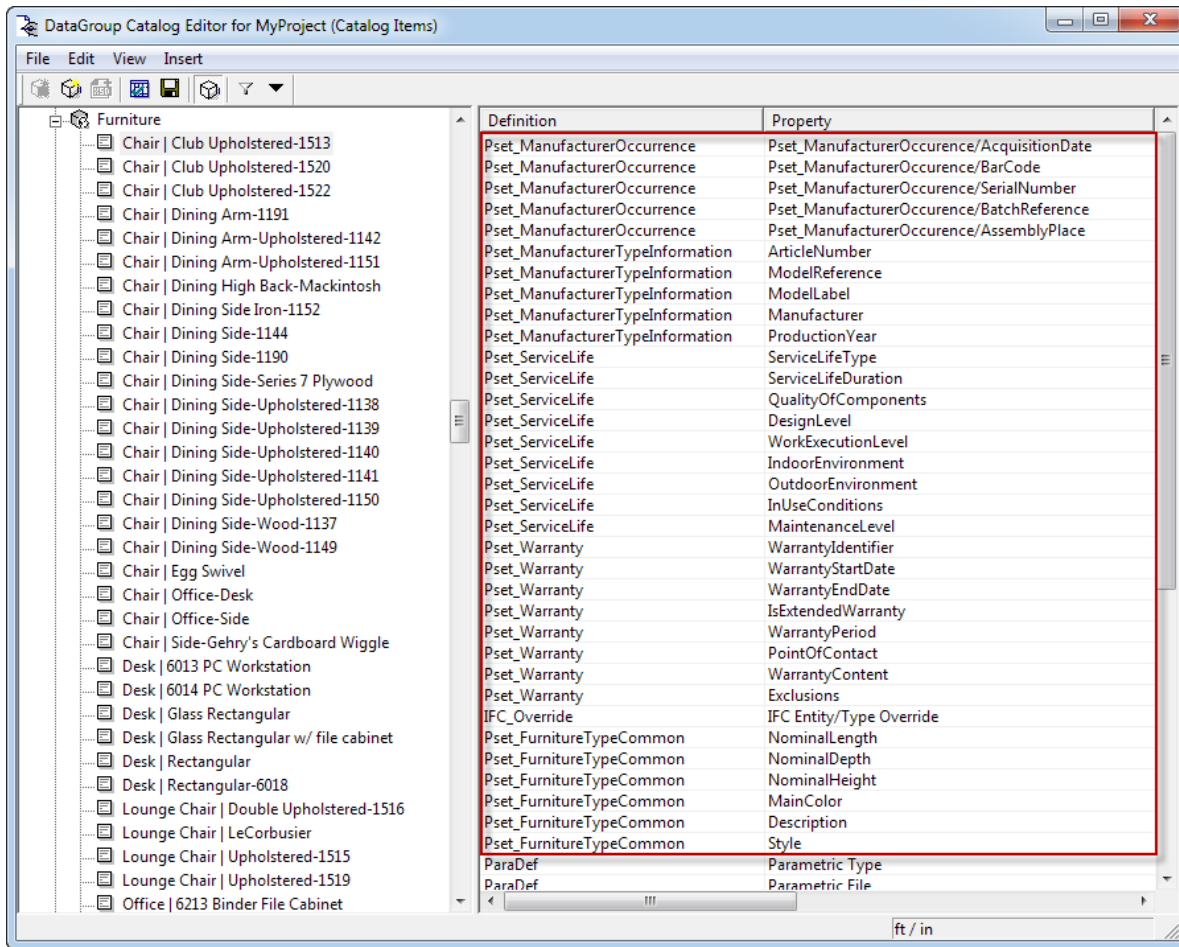 DataGroup Catalog Editor for MyProject (Catalog Items)
File Edit View Insert
Furniture
Chair | Club Upholstered-1513
Chair | Club Upholstered-1520
Chair | Club Upholstered-1522
Chair | Dining Arm-1191
Chair | Dining Arm-Upholstered-1142
Chair | Dining Arm-Upholstered-1151
Chair | Dining High Back-Mackintosh
Chair | Dining Side Iron-1152
Chair | Dining Side-1144
Chair | Dining Side-1190
Chair | Dining Side-Series 7 Plywood
Chair | Dining Side-Upholstered-1138
Chair | Dining Side-Upholstered-1139
Chair | Dining Side-Upholstered-1140
Chair | Dining Side-Upholstered-1141
Chair | Dining Side-Upholstered-1150
Chair | Dining Side-Wood-1137
Chair | Dining Side-Wood-1149
Chair | Egg Swivel
Chair | Office-Desk
Chair | Office-Side
Chair | Side-Gehry's Cardboard Wiggle
Desk | 6013 PC Workstation
Desk | 6014 PC Workstation
Desk | Glass Rectangular
Desk | Glass Rectangular w/ file cabinet
Desk | Rectangular
Desk | Rectangular-6018
Lounge Chair | Double Upholstered-1516
Lounge Chair | LeCorbusier
Lounge Chair | Upholstered-1515
Lounge Chair | Upholstered-1519
Office | 6213 Binder File Cabinet
Definition Property
Pset_ManufacturerOccurrence Pset_ManufacturerOccurence/AcquisitionDate
Pset_ManufacturerOccurrence Pset_ManufacturerOccurence/BarCode
Pset_ManufacturerOccurrence Pset_ManufacturerOccurence/SerialNumber
Pset_ManufacturerOccurrence Pset_ManufacturerOccurence/BatchReference
Pset_ManufacturerOccurrence Pset_ManufacturerOccurence/AssemblyPlace
Pset_ManufacturerTypeInformation ArticleNumber
Pset_ManufacturerTypeInformation ModelReference
Pset_ManufacturerTypeInformation ModelLabel
Pset_ManufacturerTypeInformation Manufacturer
Pset_ManufacturerTypeInformation ProductionYear
Pset_ServiceLife ServiceLifeType
Pset_ServiceLife ServiceLifeDuration
Pset_ServiceLife QualityOfComponents
Pset_ServiceLife DesignLevel
Pset_ServiceLife WorkExecutionLevel
Pset_ServiceLife IndoorEnvironment
Pset_ServiceLife OutdoorEnvironment
Pset_ServiceLife InUseConditions
Pset_ServiceLife MaintenanceLevel
Pset_Warranty WarrantyIdentifier
Pset_Warranty WarrantyStartDate
Pset_Warranty WarrantyEndDate
Pset_Warranty IsExtendedWarranty
Pset_Warranty WarrantyPeriod
Pset_Warranty PointOfContact
Pset_Warranty WarrantyContent
Pset_Warranty Exclusions
IFC_Override IFC Entity/Type Override
Pset_FurnitureTypeCommon NominalLength
Pset_FurnitureTypeCommon NominalDepth
Pset_FurnitureTypeCommon NominalHeight
Pset_FurnitureTypeCommon MainColor
Pset_FurnitureTypeCommon Description
Pset_FurnitureTypeCommon Style
ParaDef Parametric Type
ParaDef Parametric File
ft / in